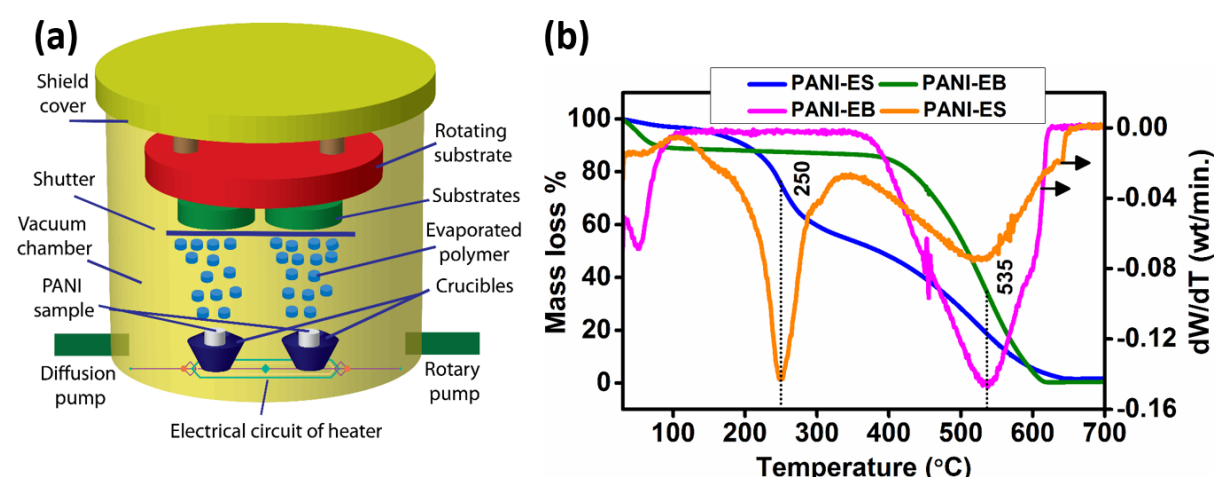 (a)
Shield
cover
Shutter
Vacuum
chamber
PANI
sample
Diffusion
pump
Rotating
substrate
Substrates
Evaporated
polymer
Crucibles
Rotary
pump
Electrical circuit of heater
(b)
PANI-ES PANI-EB
PANI-EB PANI-ES
Mass loss %
100
80
60
40
20
0
250
535
0.00
-0.04
-0.08
-0.12
-0.16
dW/dT (wt/min.)
100 200 300 400 500 600 700
Temperature (°C)